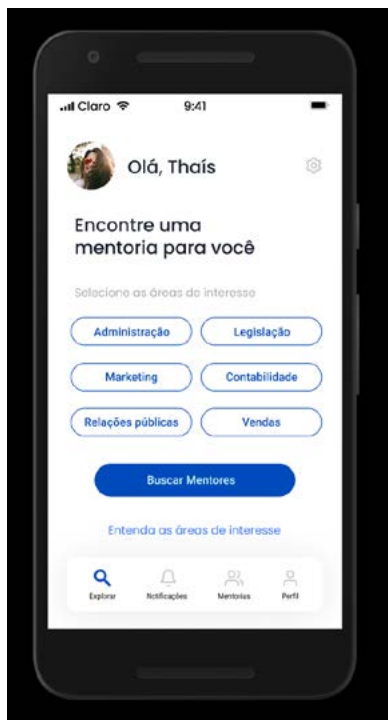 Claro 9:41
Olá, Thaís
Encontre uma
mentoria para você
Selecione as áreas de interesse
Administração Legislação
Marketing Contabilidade
Relações públicas Vendas
Buscar Mentores
Entenda as áreas de interesse
Explorar Notificações Mentorias Perfil